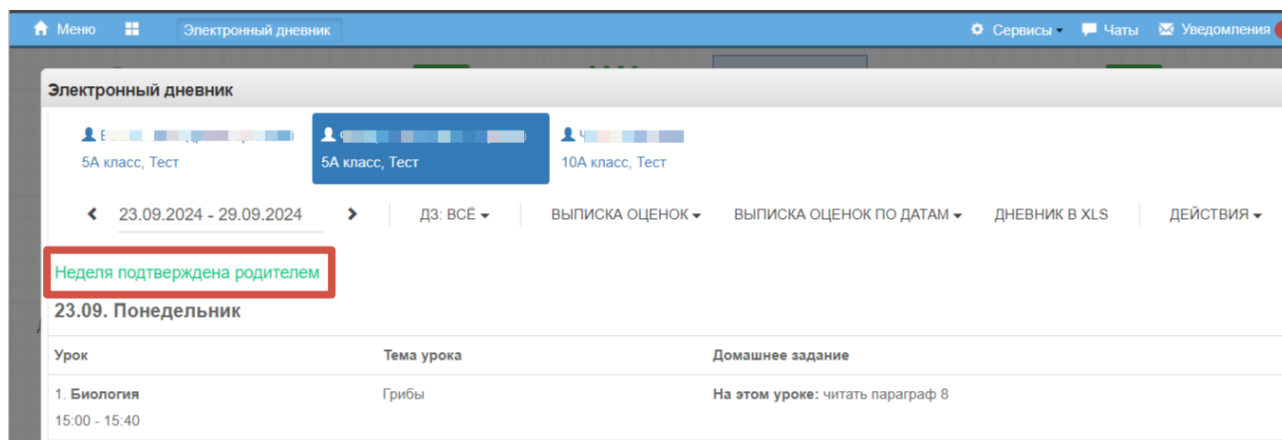 Меню Электронный дневник Сервисы Чаты Уведомления
Электронный дневник
5А класс, Тест 5А класс, Тест 10А класс, Тест
23.09.2024 - 29.09.2024 ДЗ: ВСЁ ВЫПИСКА ОЦЕНОК ВЫПИСКА ОЦЕНОК ПО ДАТАМ ДНЕВНИК В XLS ДЕЙСТВИЯ
Неделя подтверждена родителем
23.09. Понедельник
Урок Тема урока Домашнее задание
1. Биология Грибы На этом уроке: читать параграф 8
15:00 - 15:40